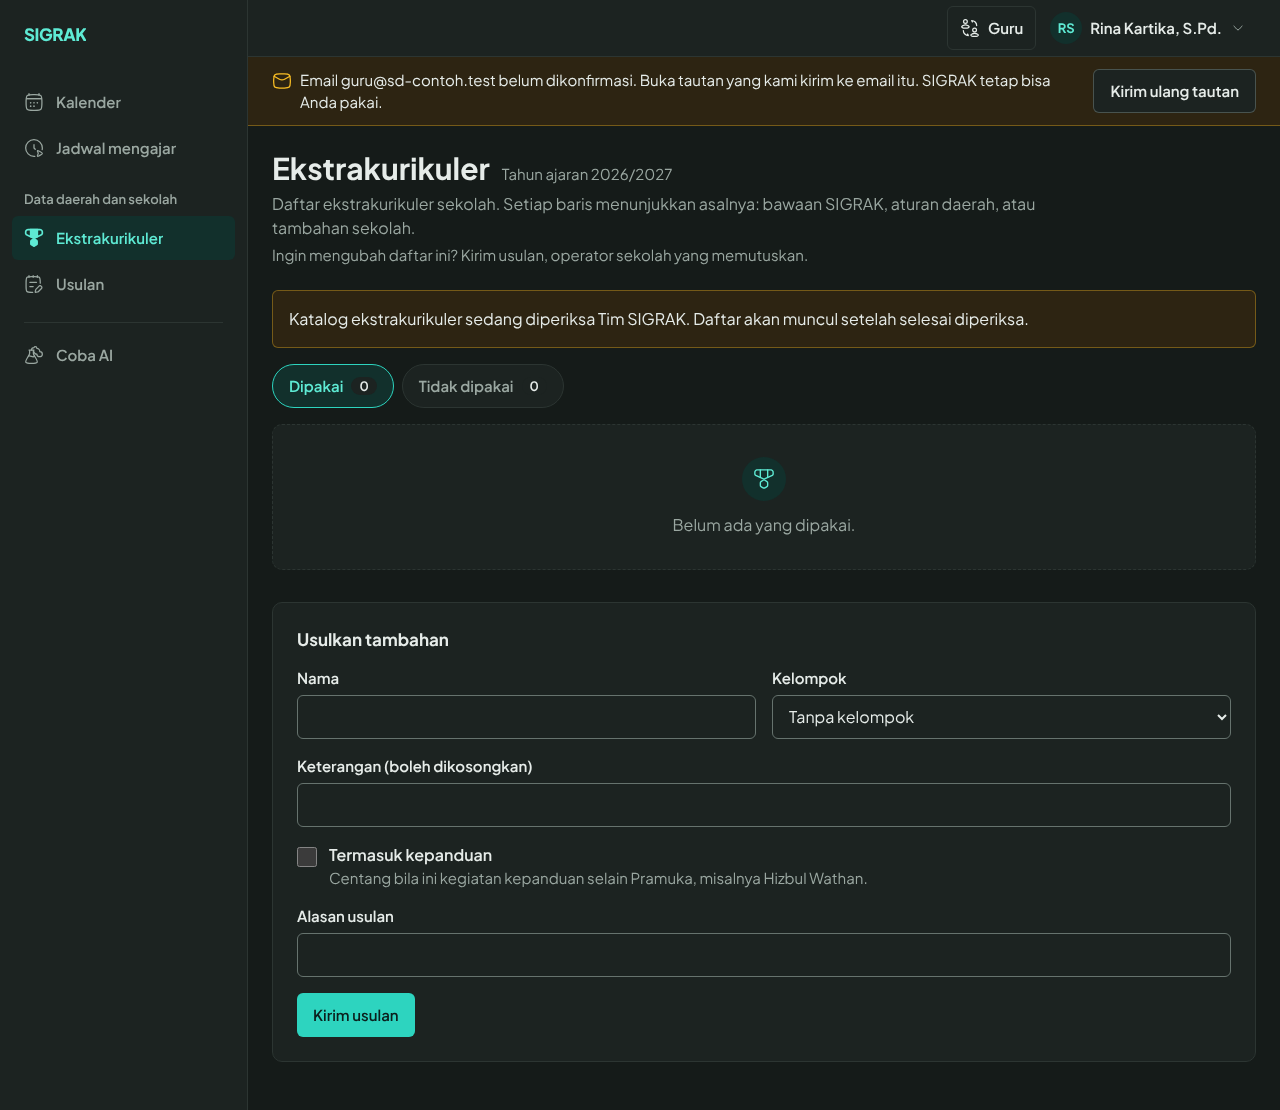 SIGRAK
Guru
RS
Rina Kartika, S.Pd.
Kalender
Jadwal mengajar
Data daerah dan sekolah
Ekstrakurikuler
Usulan
Coba AI
Email guru@sd-contoh.test belum dikonfirmasi. Buka tautan yang kami kirim ke email itu. SIGRAK tetap bisa
Anda pakai.
Kirim ulang tautan
Ekstrakurikuler Tahun ajaran 2026/2027
Daftar ekstrakurikuler sekolah. Setiap baris menunjukkan asalnya: bawaan SIGRAK, aturan daerah, atau
tambahan sekolah.
Ingin mengubah daftar ini? Kirim usulan, operator sekolah yang memutuskan.
Katalog ekstrakurikuler sedang diperiksa Tim SIGRAK. Daftar akan muncul setelah selesai diperiksa.
Dipakai 0
Tidak dipakai 0
Belum ada yang dipakai.
Usulkan tambahan
Nama
Kelompok
Tanpa kelompok
Keterangan (boleh dikosongkan)
Termasuk kepanduan
Centang bila ini kegiatan kepanduan selain Pramuka, misalnya Hizbul Wathan.
Alasan usulan
Kirim usulan